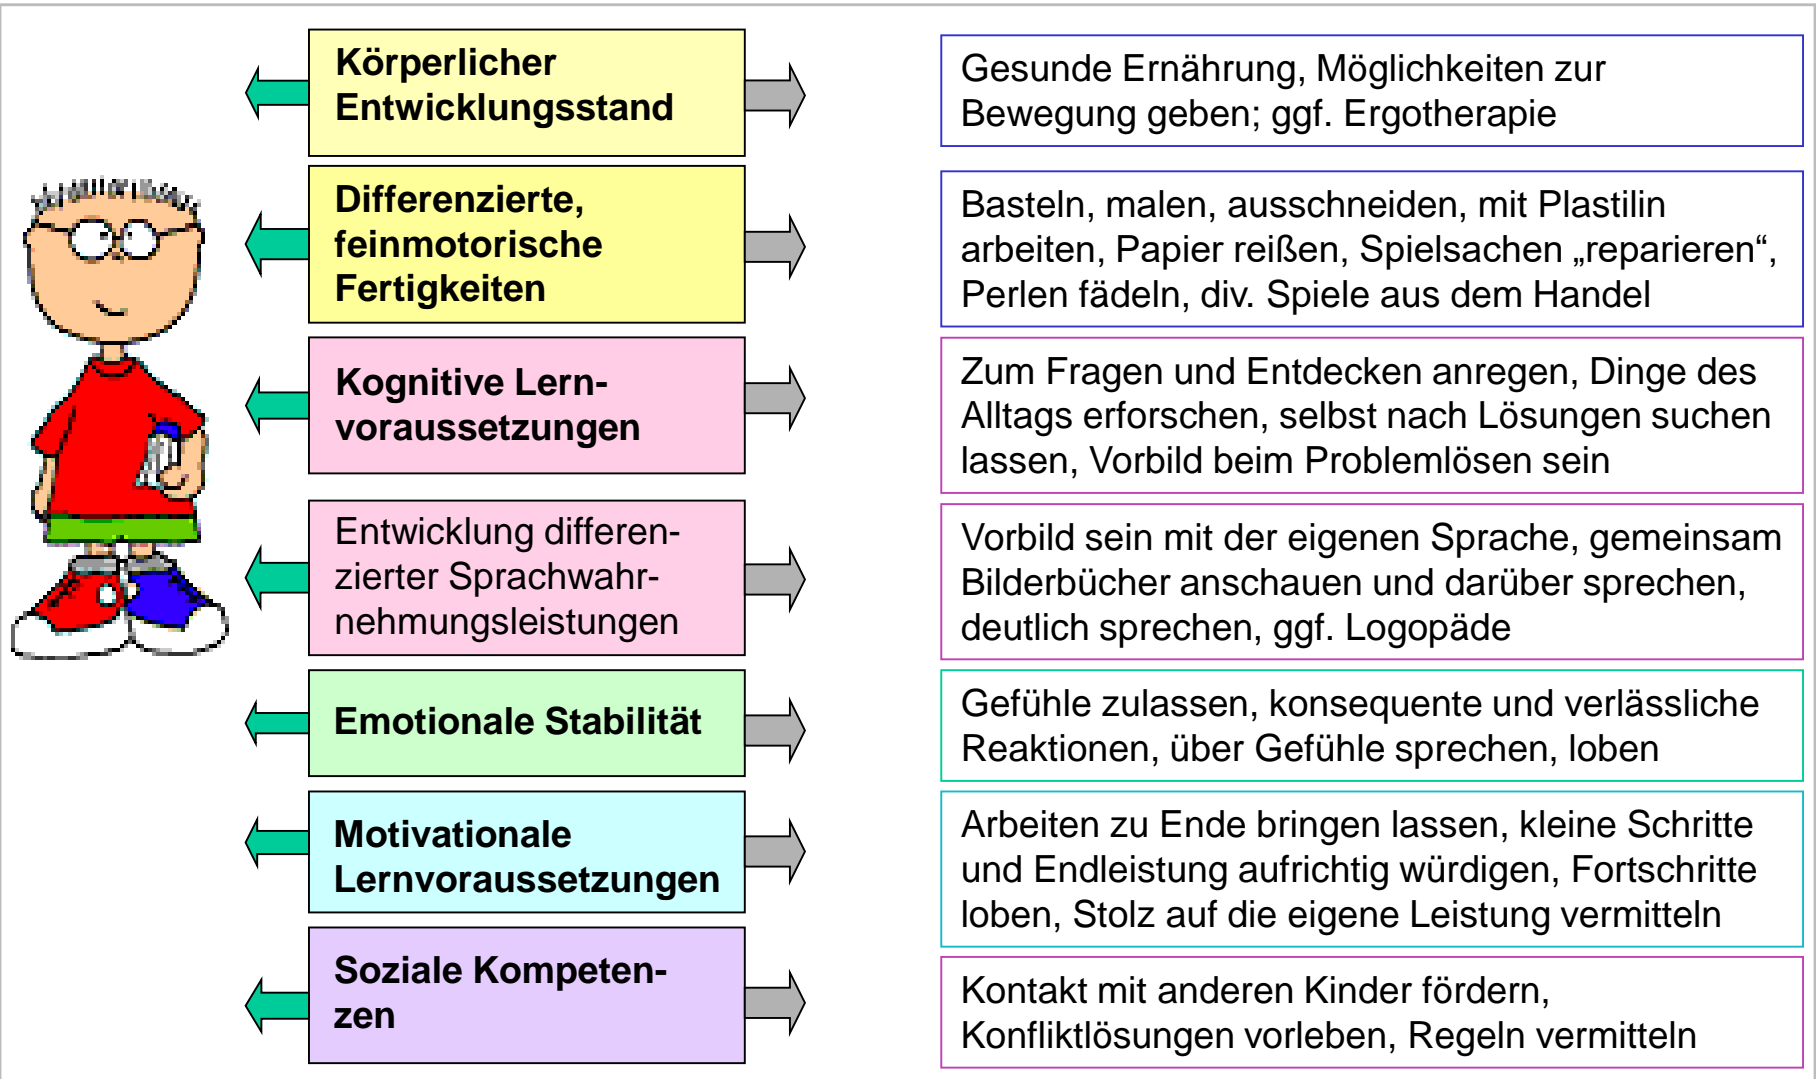 Körperlicher
Entwicklungsstand
Gesunde Ernährung, Möglichkeiten zur
Bewegung geben; ggf. Ergotherapie
Differenzierte,
feinmotorische
Fertigkeiten
Basteln, malen, ausschneiden, mit Plastilin
arbeiten, Papier reißen, Spielsachen „reparieren“,
Perlen fädeln, div. Spiele aus dem Handel
Kognitive Lern-
voraussetzungen
Zum Fragen und Entdecken anregen, Dinge des
Alltags erforschen, selbst nach Lösungen suchen
lassen, Vorbild beim Problemlösen sein
Entwicklung differen-
zierter Sprachwahr-
nehmungsleistungen
Vorbild sein mit der eigenen Sprache, gemeinsam
Bilderbücher anschauen und darüber sprechen,
deutlich sprechen, ggf. Logopäde
Emotionale Stabilität
Gefühle zulassen, konsequente und verlässliche
Reaktionen, über Gefühle sprechen, loben
Motivationale
Lernvoraussetzungen
Arbeiten zu Ende bringen lassen, kleine Schritte
und Endleistung aufrichtig würdigen, Fortschritte
loben, Stolz auf die eigene Leistung vermitteln
Soziale Kompeten-
zen
Kontakt mit anderen Kinder fördern,
Konfliktlösungen vorleben, Regeln vermitteln